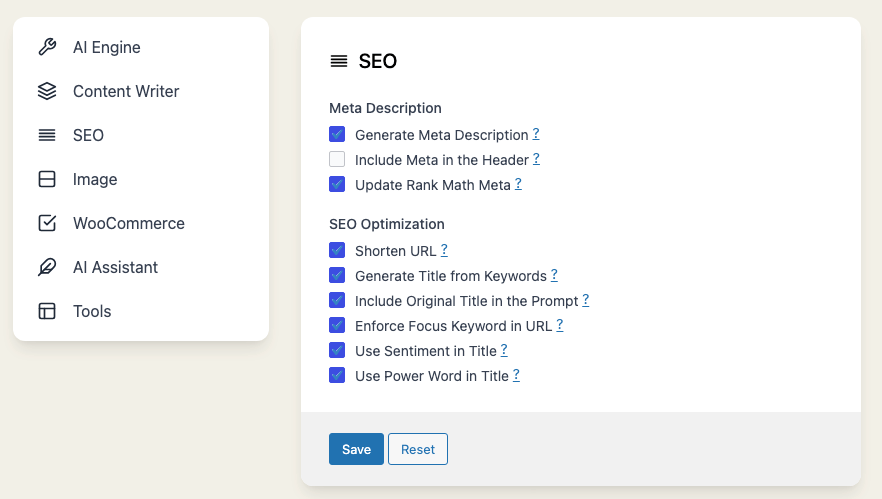 AI Engine
Content Writer
SEO
Image
WooCommerce
AI Assistant
Tools
SEO
Meta Description
Generate Meta Description ?
Include Meta in the Header ?
Update Rank Math Meta ?
SEO Optimization
Shorten URL ?
Generate Title from Keywords ?
Include Original Title in the Prompt ?
Enforce Focus Keyword in URL ?
Use Sentiment in Title ?
Use Power Word in Title ?
Save Reset